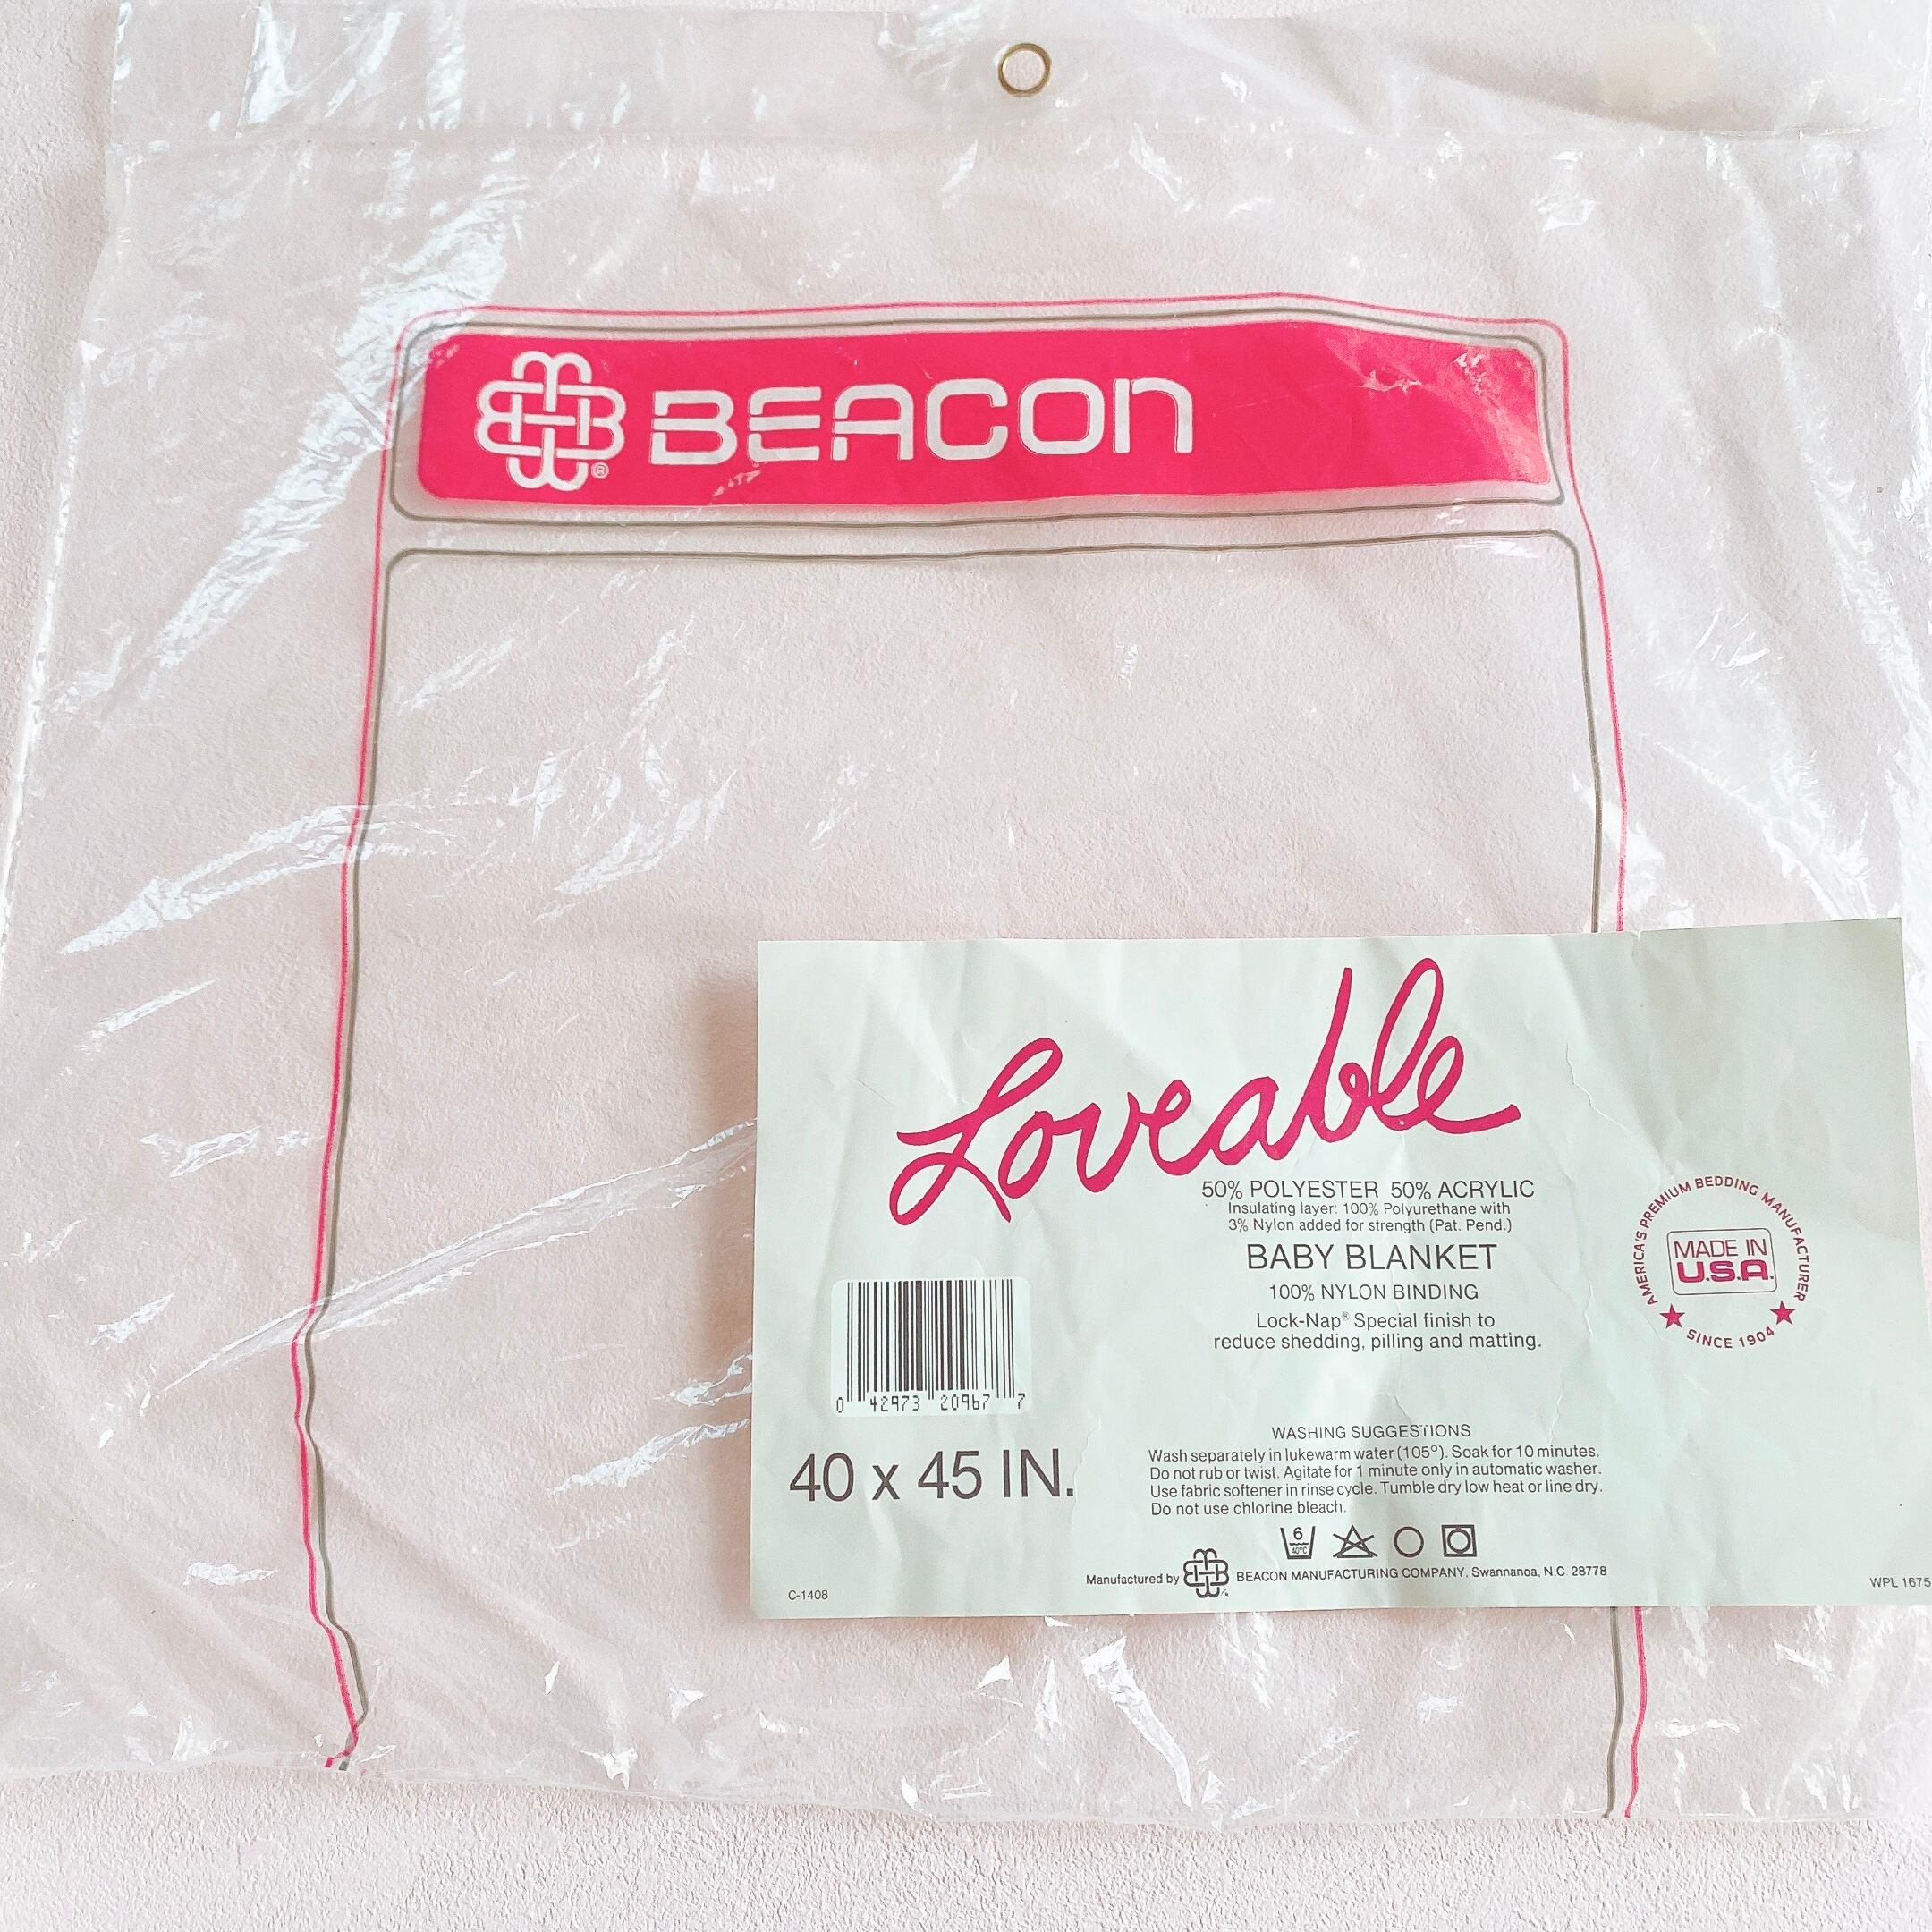 BEACON
®
Loveable
50% POLYESTER 50% ACRYLIC
Insulating layer: 100% Polyurethane with
3% Nylon added for strength (Pat. Pend.)
BABY BLANKET
100% NYLON BINDING
Lock-Nap® Special finish to
reduce shedding, pilling and matting.
AMERICA'S PREMIUM BEDDING MANUFACTURER
MADE IN
U.S.A.
SINCE 1904
0 42973 20967 7
40 x 45 IN.
WASHING SUGGESTIONS
Wash separately in lukewarm water (105°). Soak for 10 minutes.
Do not rub or twist. Agitate for 1 minute only in automatic washer.
Use fabric softener in rinse cycle. Tumble dry low heat or line dry.
Do not use chlorine bleach.
6
40°C
Manufactured by BEACON MANUFACTURING COMPANY, Swannanoa, N.C. 28778
C-1408
WPL 1675